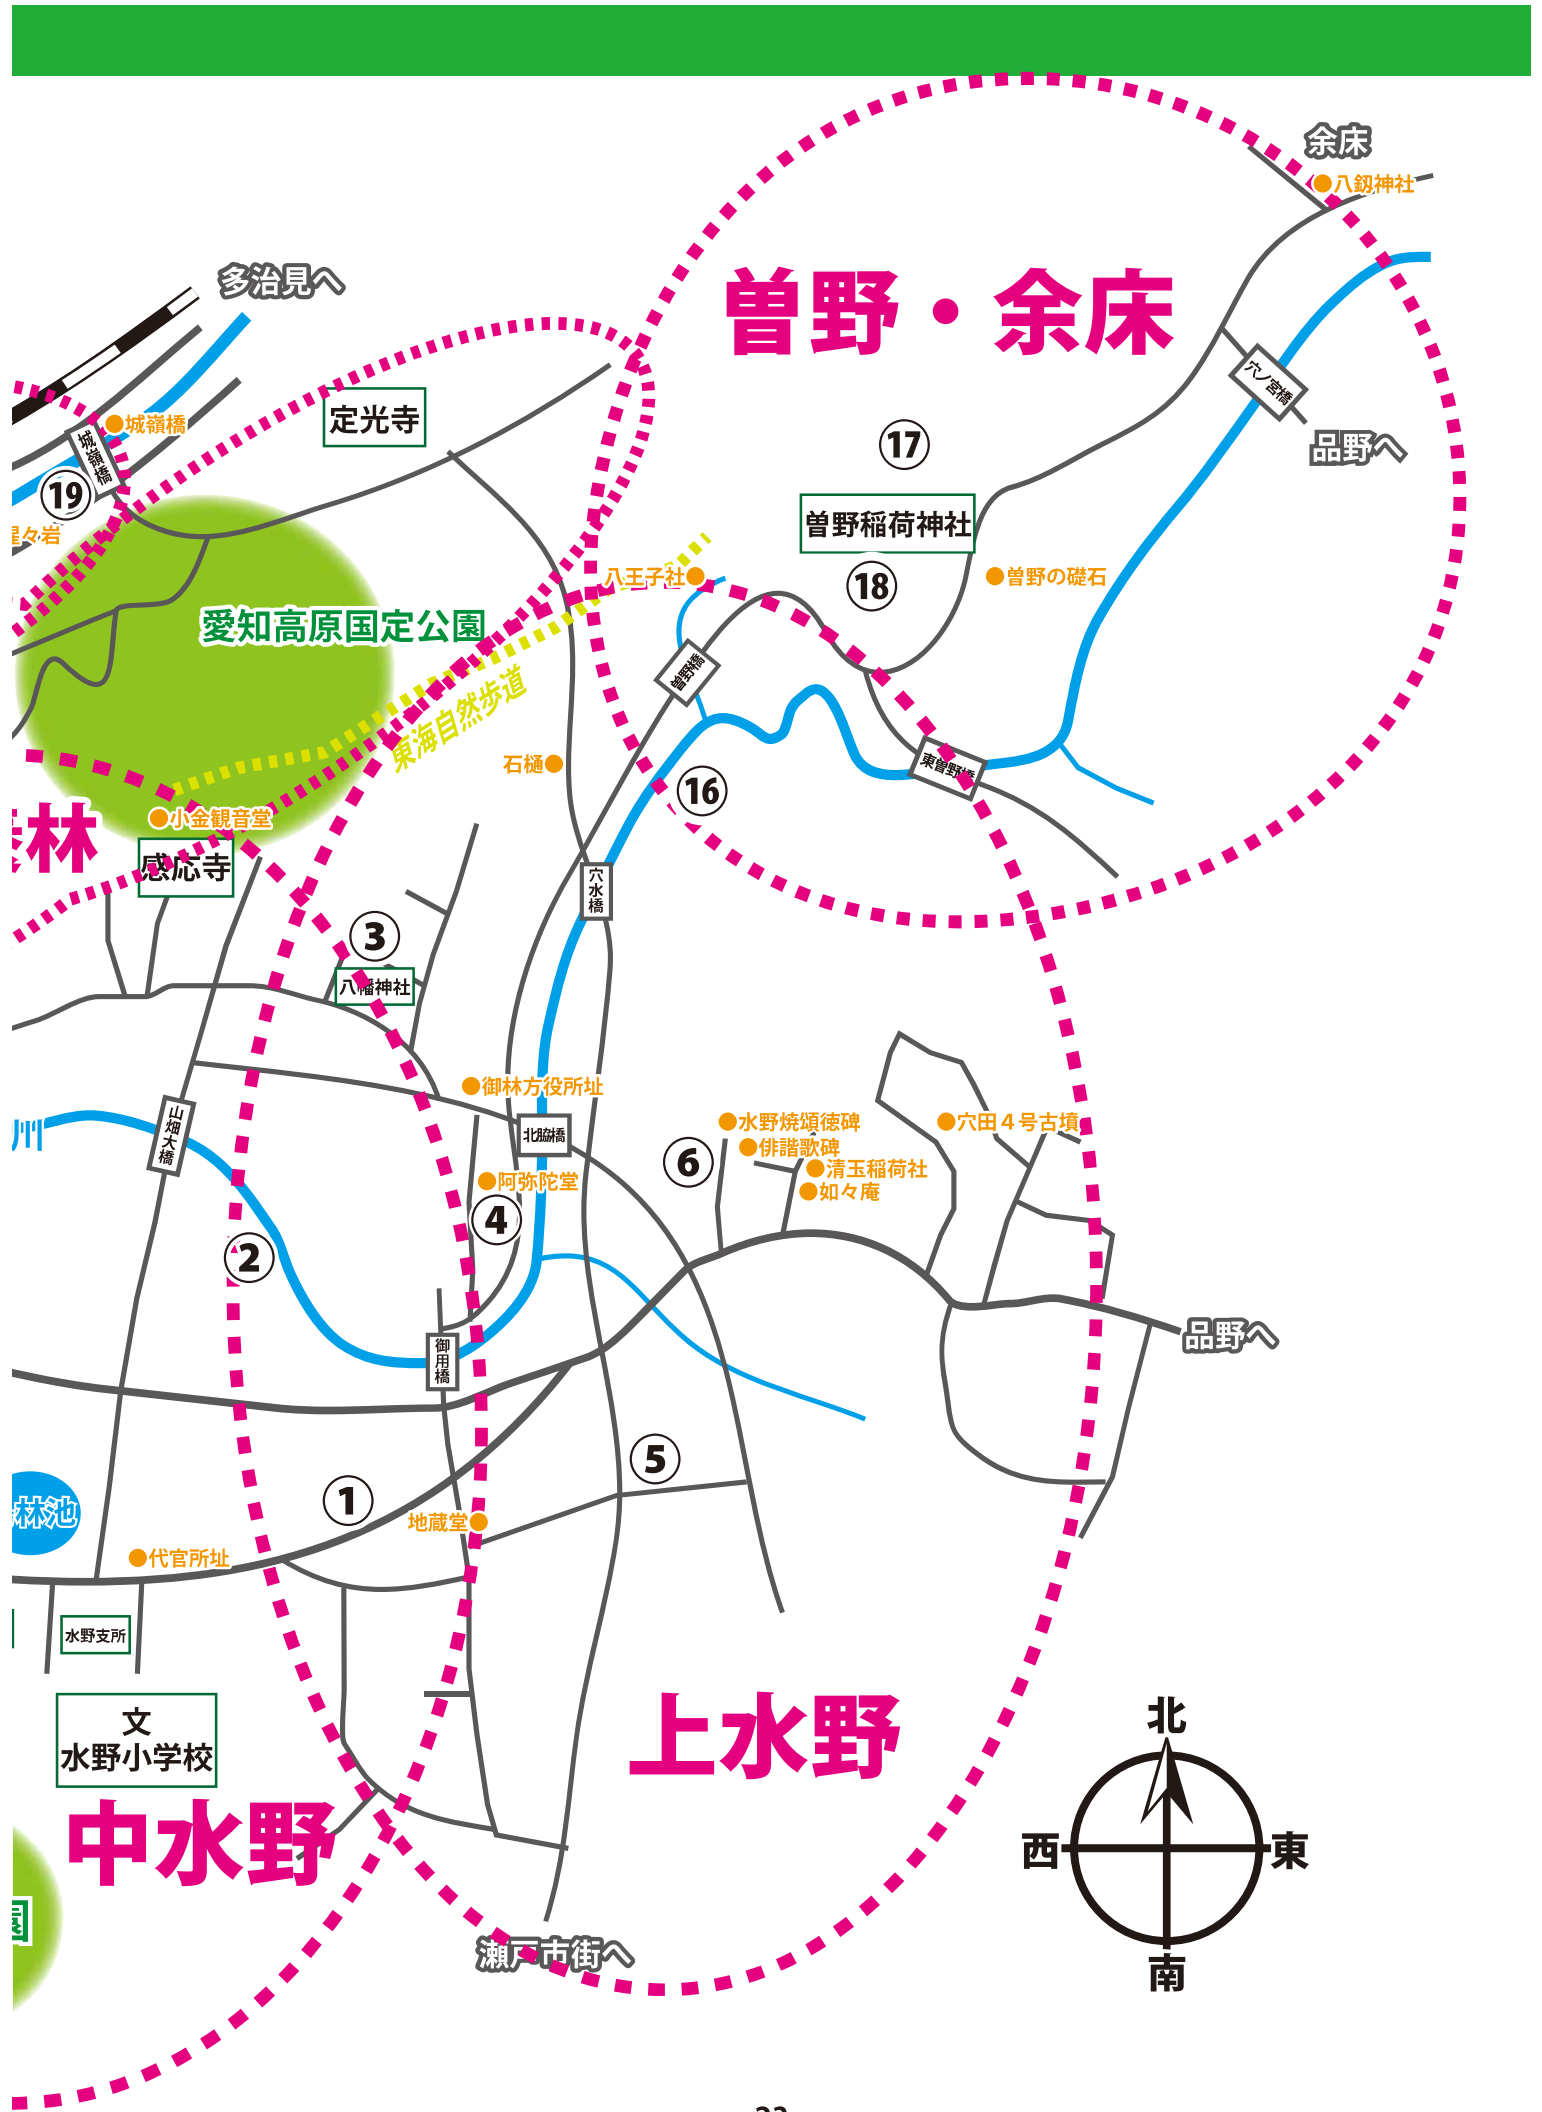 余床
八釼神社
多治見へ
曽野・余床
穴ノ宮橋
城嶺橋
定光寺
城嶺橋
17
品野へ
19
曽野稲荷神社
々岩
八王子社
18
曽野の礎石
愛知高原国定公園
曽野橋
東海自然歩道
石樋
東曽野橋
16
小金観音堂
林
感応寺
穴水橋
3
八幡神社
御林方役所址
山畑大橋
川
北脇橋
水野焼頌徳碑
穴田4号古墳
俳諧歌碑
6
清玉稲荷社
阿弥陀堂
如々庵
4
2
品野へ
御用橋
5
1
林池
地蔵堂
代官所址
水野支所
文
水野小学校
上水野
北
中水野
西
東
園
瀬戸市街へ
南